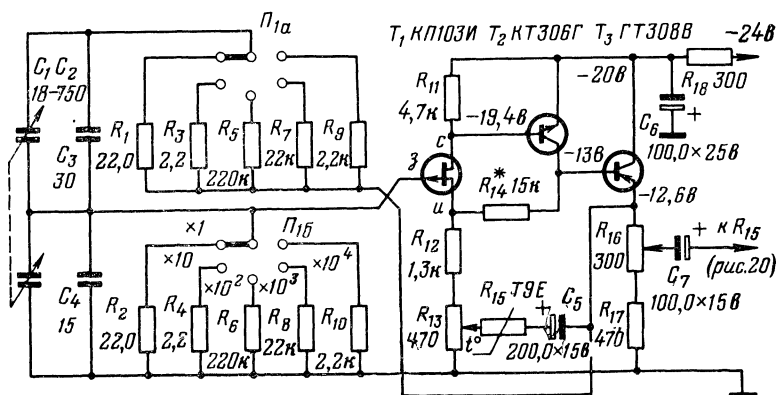 П1а
T1 КП103И T2 КТ306Г T3 ГТ308В
-24В
C1 C2
18-750
R11
4,7к
-20В
R18 300
C6
100,0×25В
-19,4В
R1
22,0
R3
2,2
R5
220к
R7
22к
R9
2,2к
C3
30
с
з
и
-13В
R14* 15к
-12,6В
П1б
×1
×10
×10²
×10³
×10⁴
R12
1,3к
R16
300
+ к R15
(рис.20)
C7
100,0×15В
C4
15
R2
22,0
R4
2,2
R6
220к
R8
22к
R10
2,2к
R13
470
R15 Т9Е
t°
C5
+
200,0×15В
R17
470